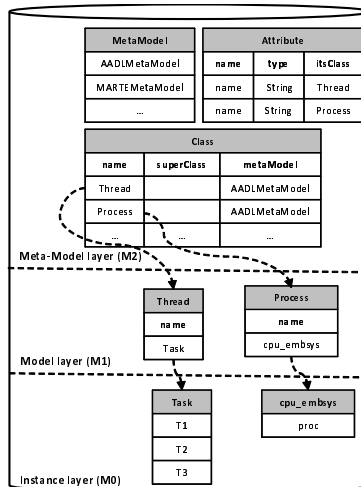 MetaModel
AADLMetaModel
MARTEMetaModel
...
Attribute
name type itsClass
name String Thread
name String Process
Class
name superClass metaModel
Thread AADLMetaModel
Process AADLMetaModel
... ... ...
Meta-Model layer (M2)
Thread
name
Task
Process
name
cpu_embsys
Model layer (M1)
Task
T1
T2
T3
cpu_embsys
proc
Instance layer (M0)